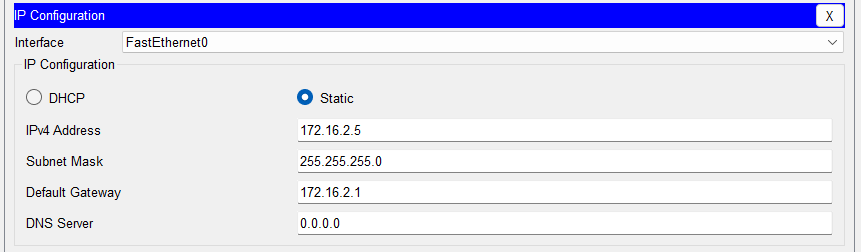 IP Configuration X
Interface FastEthernet0
IP Configuration
DHCP Static
IPv4 Address 172.16.2.5
Subnet Mask 255.255.255.0
Default Gateway 172.16.2.1
DNS Server 0.0.0.0